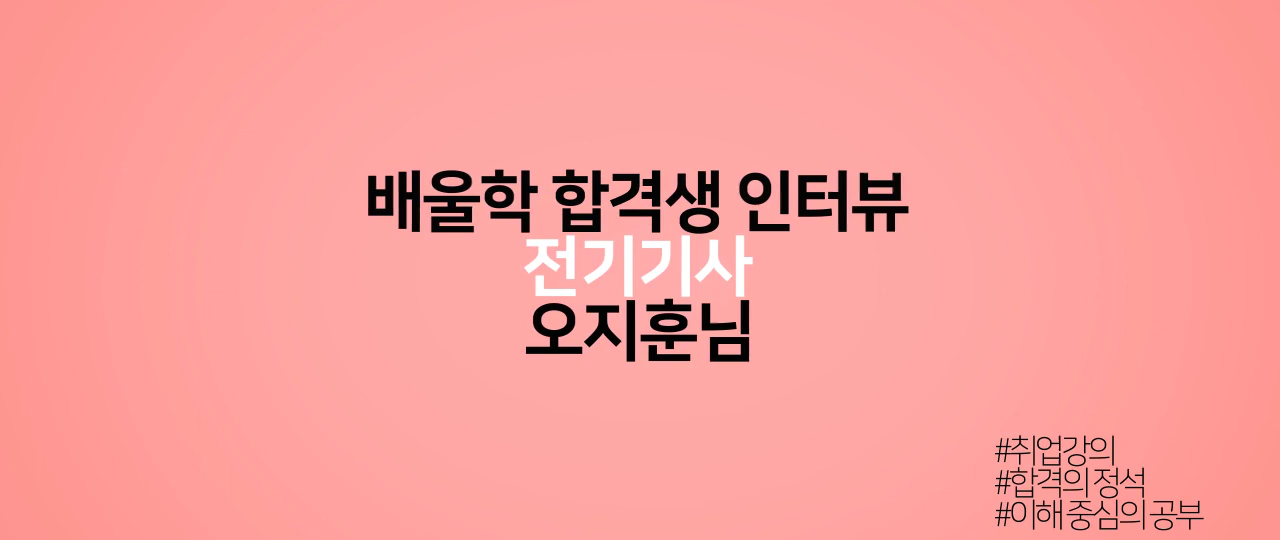 배울학 합격생 인터뷰
전기기사
오지훈님
#취업강의
#합격의 정석
#이해 중심의 공부